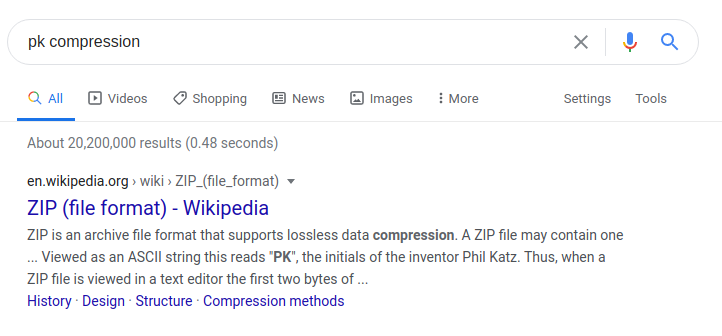 pk compression
All Videos Shopping News Images More Settings Tools
About 20,200,000 results (0.48 seconds)
en.wikipedia.org › wiki › ZIP_(file_format)
ZIP (file format) - Wikipedia
ZIP is an archive file format that supports lossless data compression. A ZIP file may contain one
... Viewed as an ASCII string this reads "PK", the initials of the inventor Phil Katz. Thus, when a
ZIP file is viewed in a text editor the first two bytes of ...
History · Design · Structure · Compression methods